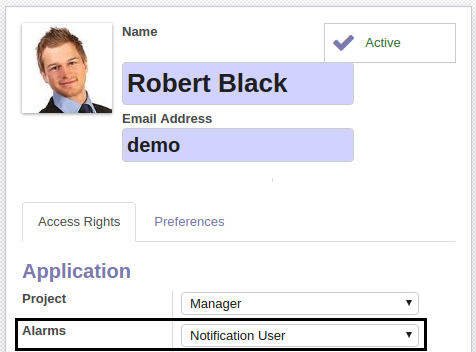 Name
Active
Robert Black
Email Address
demo
Access Rights Preferences
Application
Project Manager
Alarms Notification User